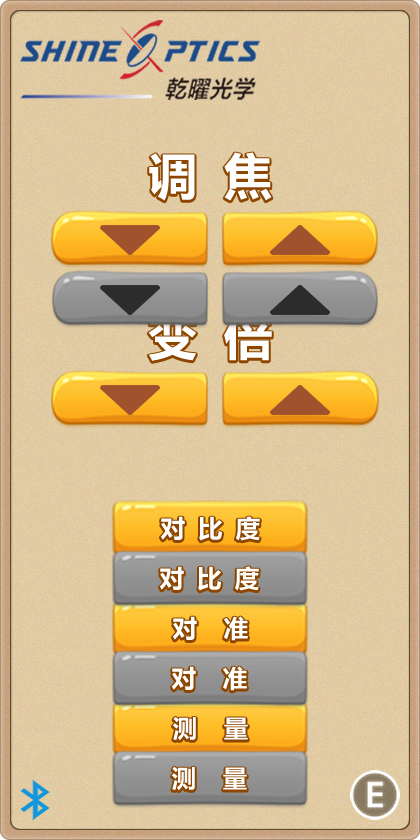 SHINE OPTICS
乾曜光学
调 焦
变 倍
对 比 度
对 比 度
对 准
对 准
测 量
测 量
E